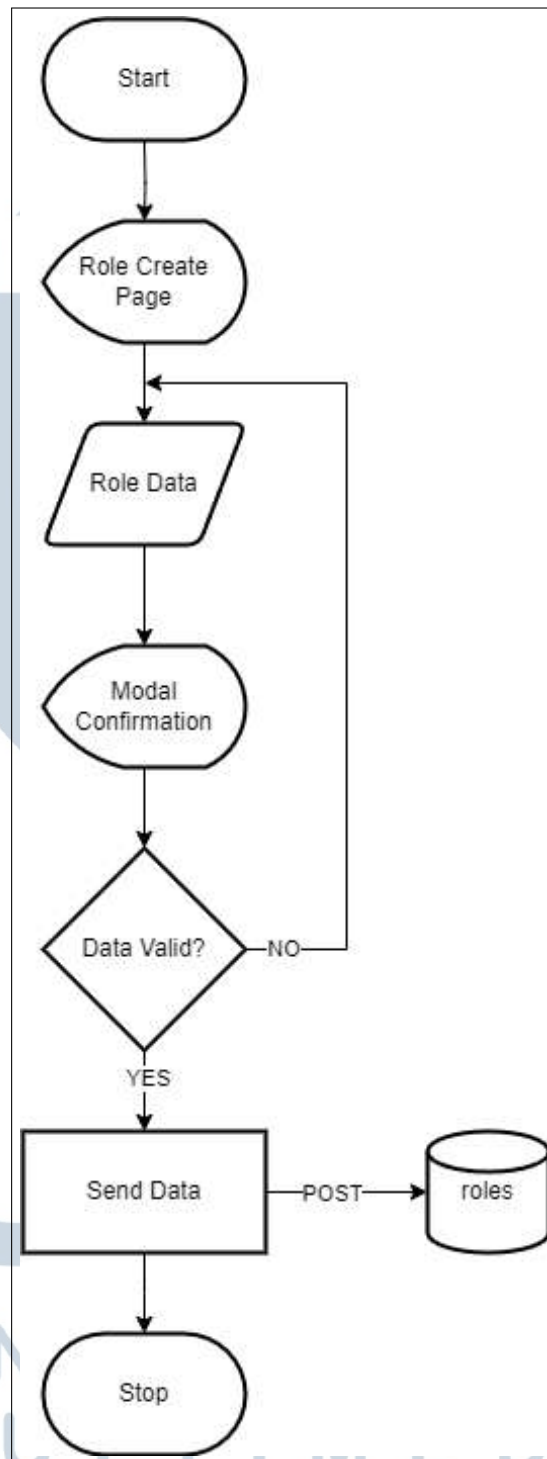 Start
Role Create
Page
Role Data
Modal
Confirmation
Data Valid?
NO
YES
Send Data
POST
roles
Stop